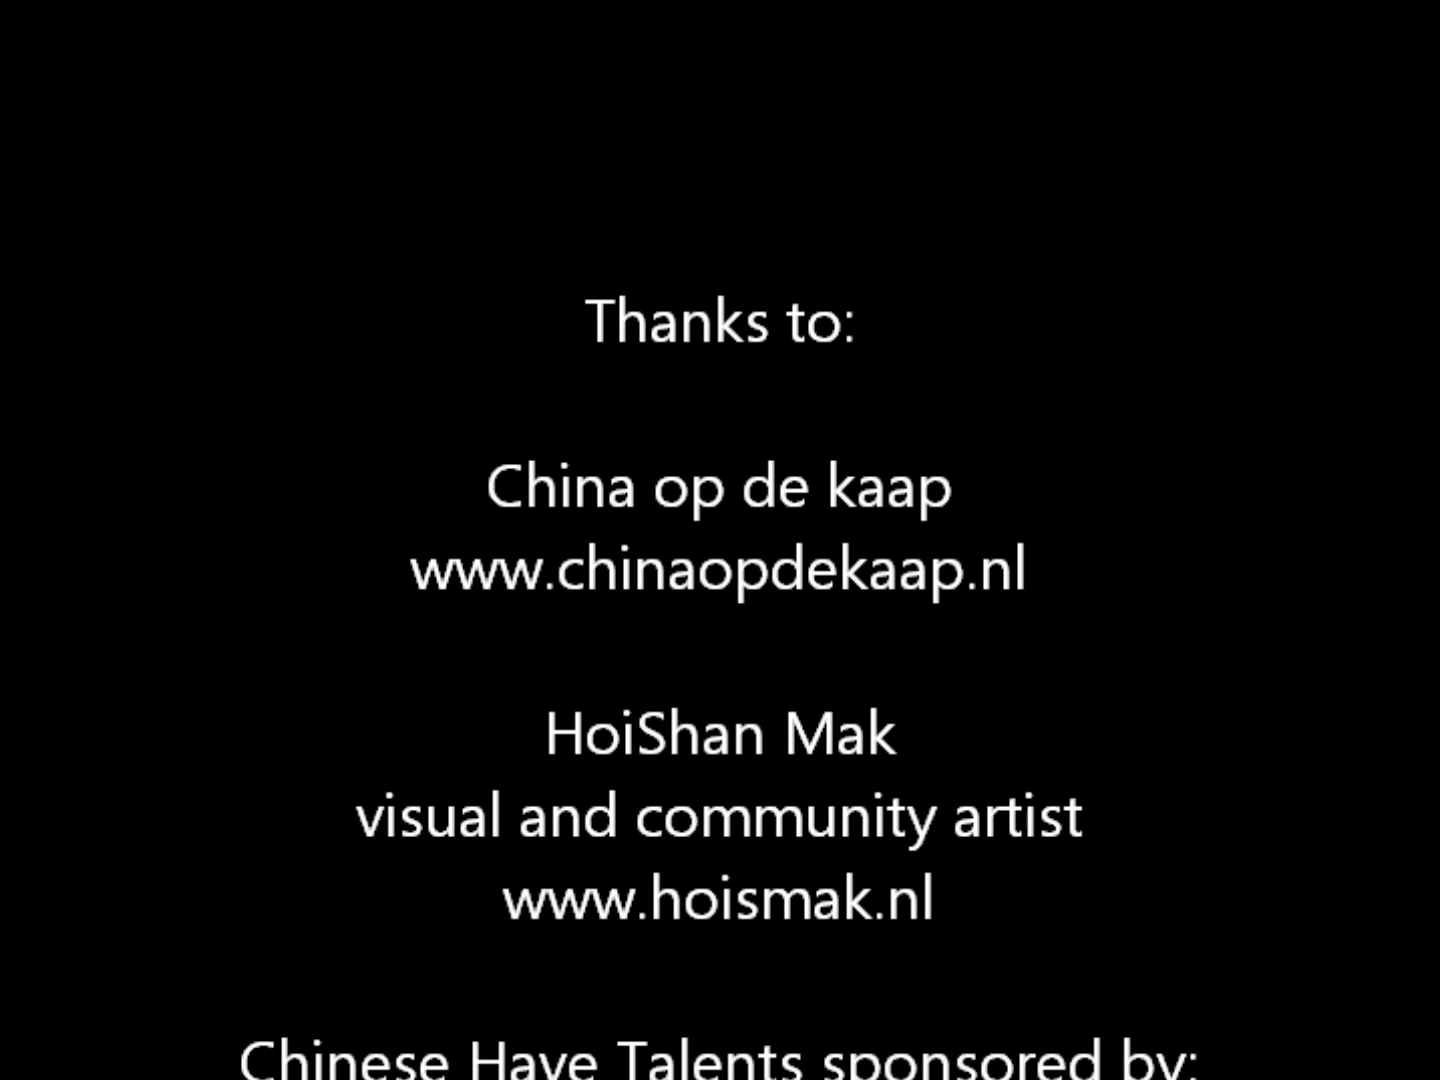 Thanks to:
China op de kaap
www.chinaopdekaap.nl
HoiShan Mak
visual and community artist
www.hoismak.nl
Chinese Have Talents sponsored by: